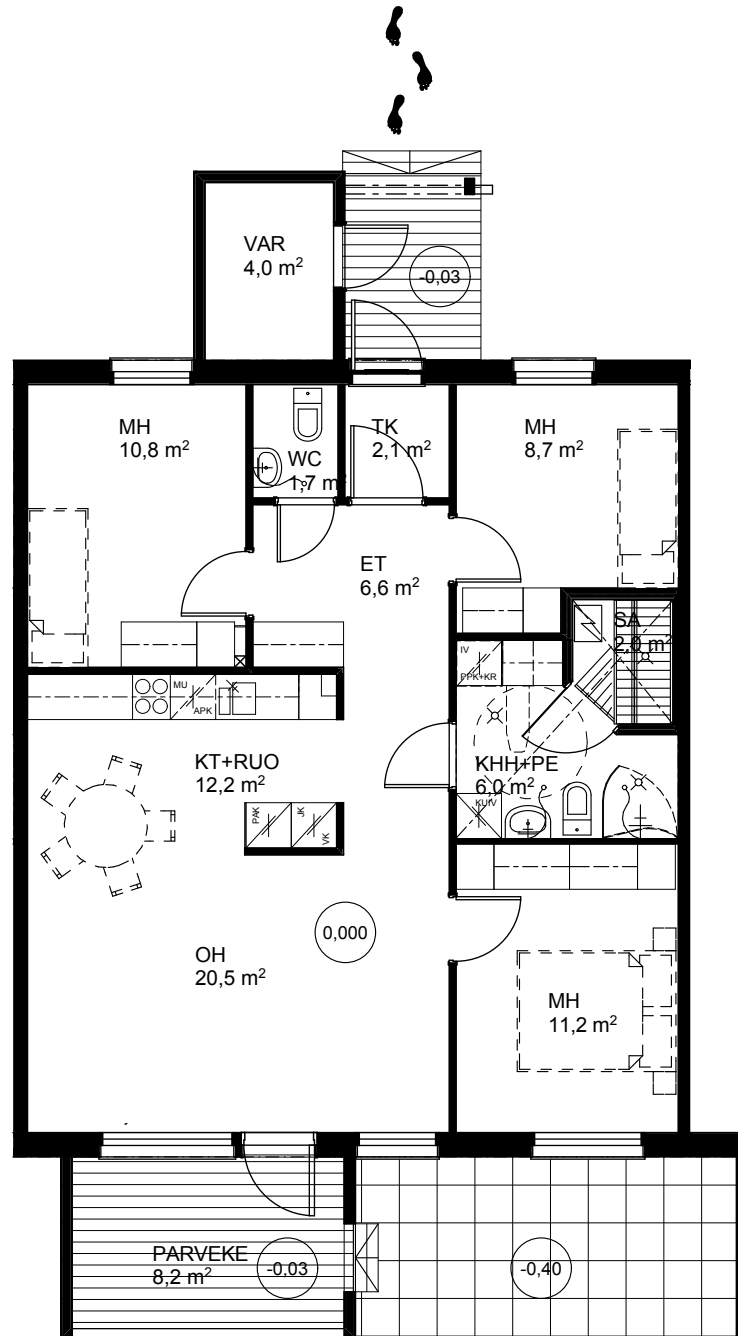 VAR
4,0 m²
-0,03
MH
10,8 m²
WC
1,7 m²
TK
2,1 m²
MH
8,7 m²
ET
6,6 m²
SA
2,0 m²
IV
PPK+KR
MU
APK
KT+RUO
12,2 m²
KHH+PE
6,0 m²
PAK
JK
VK
0,000
OH
20,5 m²
MH
11,2 m²
PARVEKE
8,2 m²
-0,03
-0,40